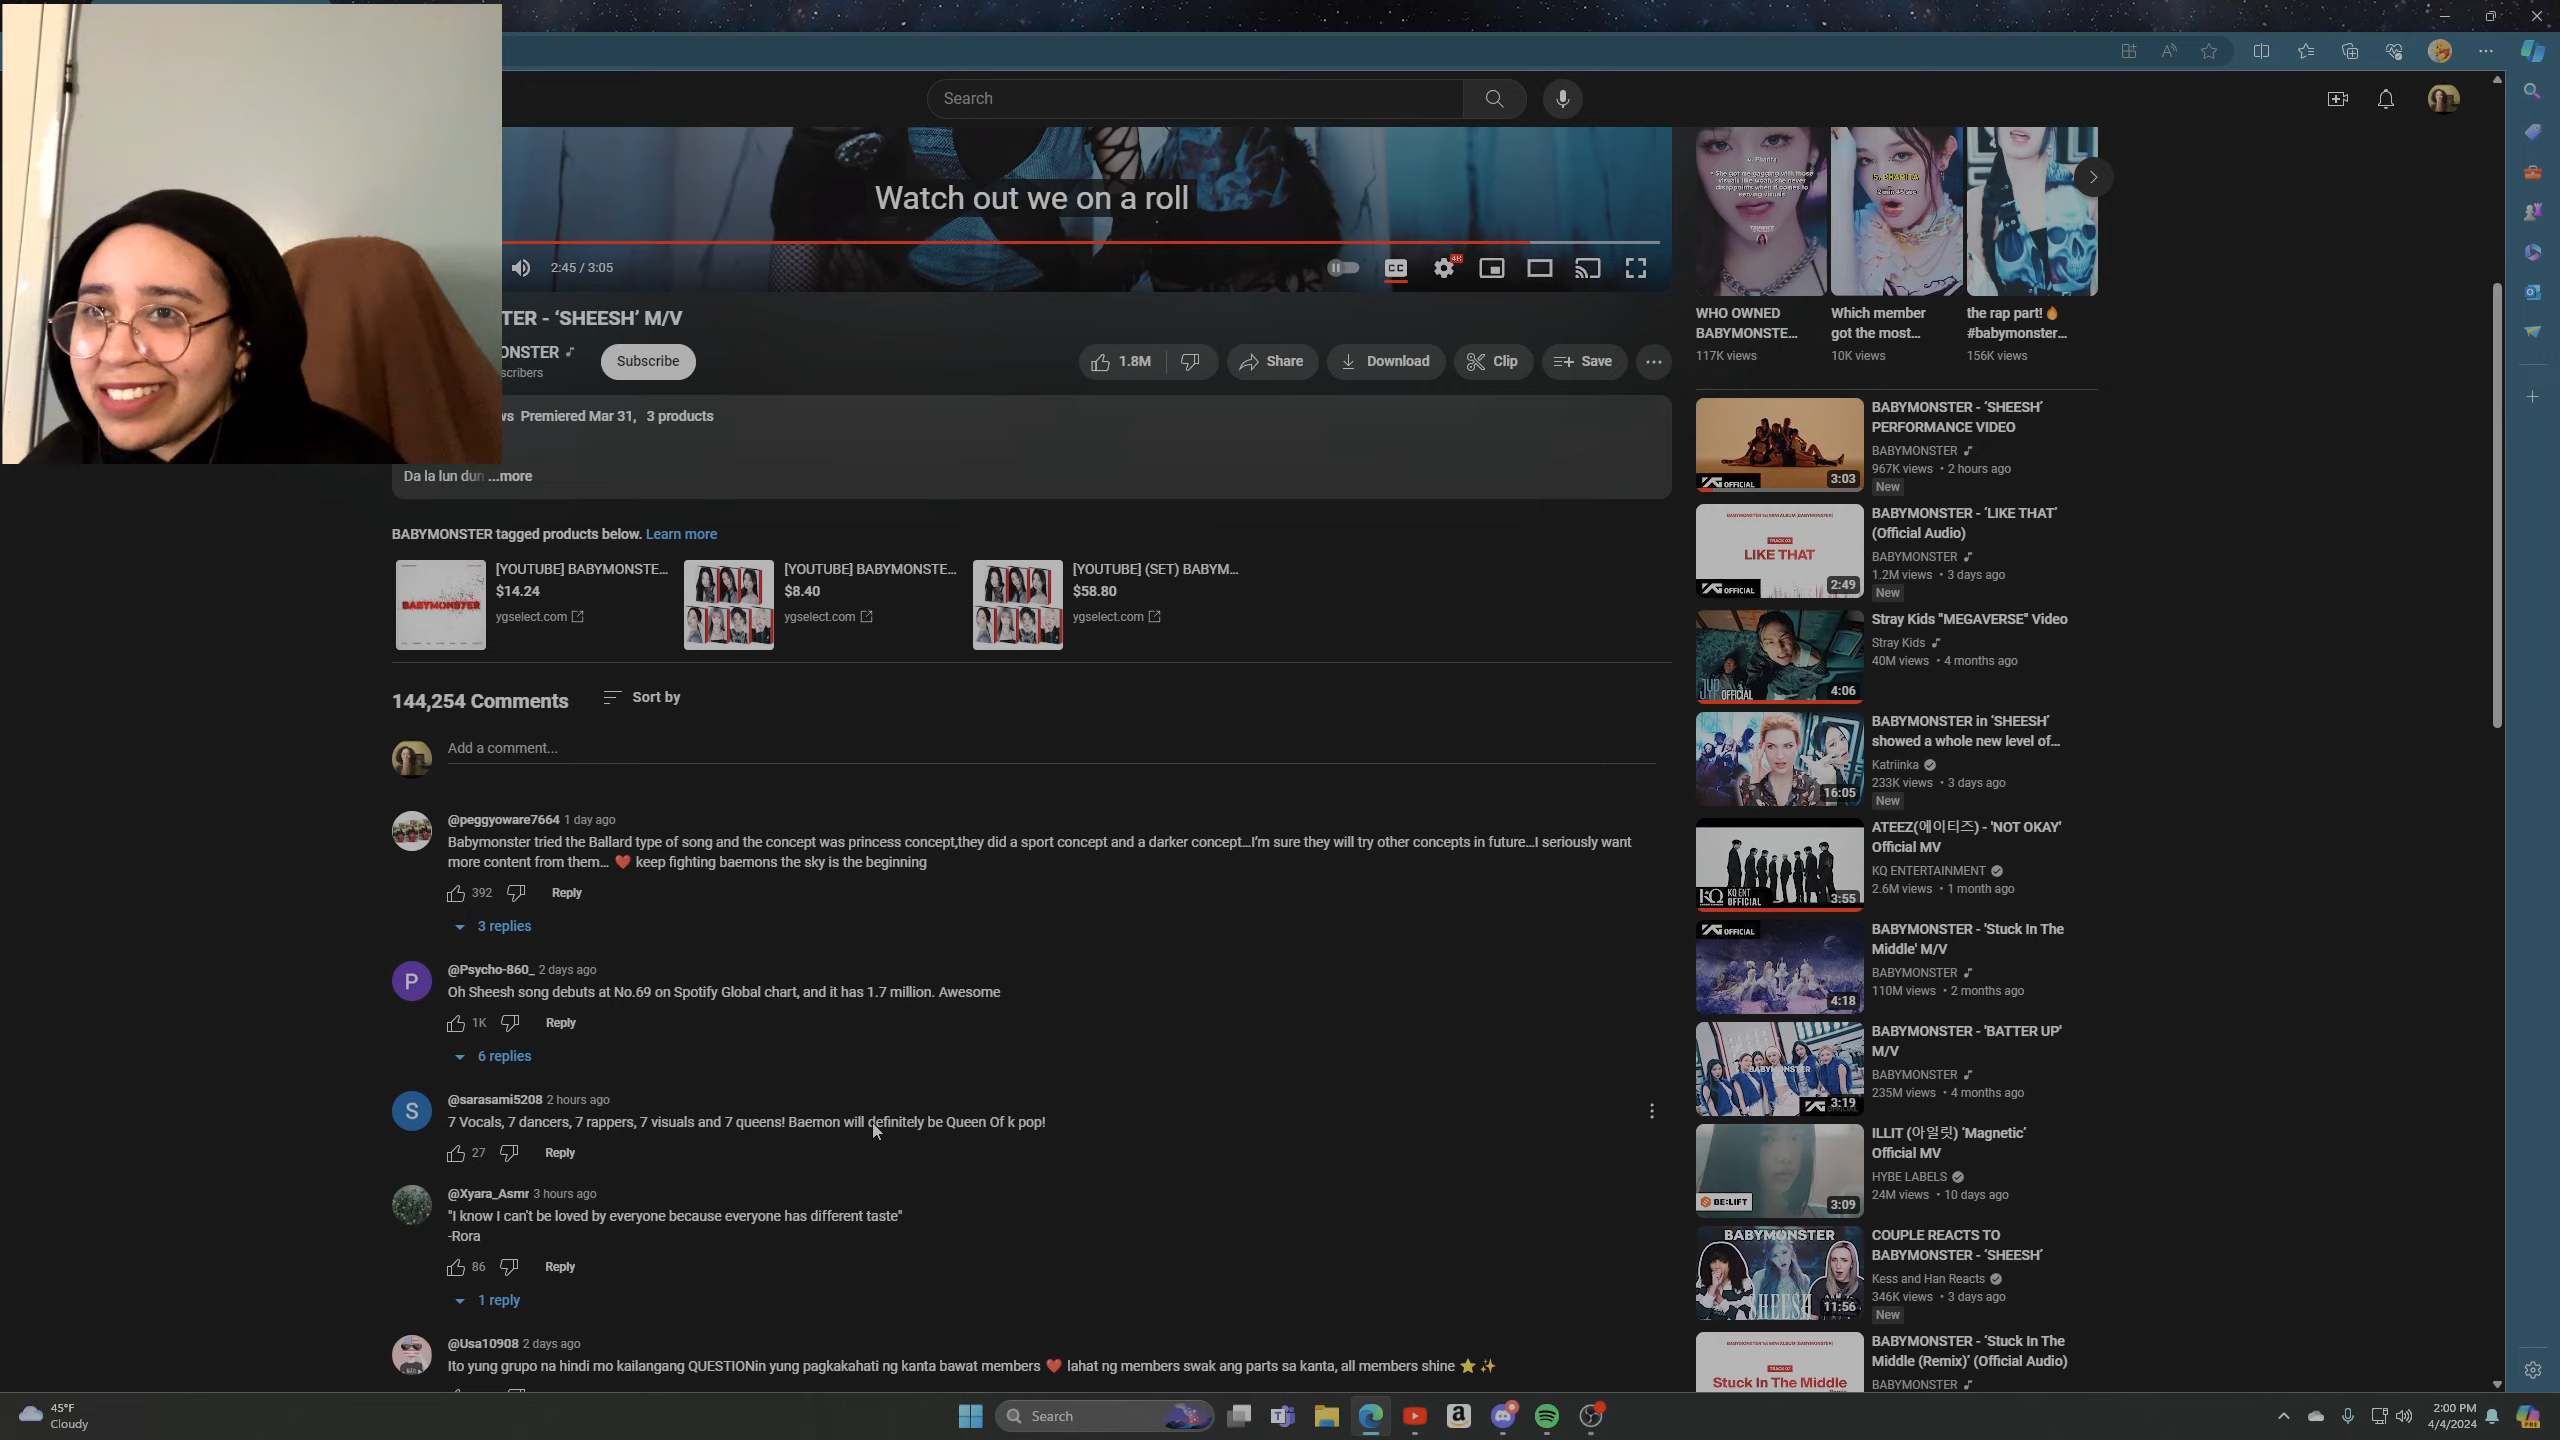 Search
Watch out we on a roll
2:45 / 3:05
TER - ‘SHEESH’ M/V
ONSTER
scribers
Subscribe
1.8M
Share
Download
Clip
Save
ws Premiered Mar 31, 3 products
Da la lun dun ...more
BABYMONSTER tagged products below. Learn more
[YOUTUBE] BABYMONSTE...
$14.24
ygselect.com
[YOUTUBE] BABYMONSTE...
$8.40
ygselect.com
[YOUTUBE] (SET) BABYM...
$58.80
ygselect.com
144,254 Comments
Sort by
Add a comment...
@peggyoware7664 1 day ago
Babymonster tried the Ballard type of song and the concept was princess concept,they did a sport concept and a darker concept...I’m sure they will try other concepts in future...I seriously want
more content from them... ❤️ keep fighting baemons the sky is the beginning
392
Reply
3 replies
P
@Psycho-860_ 2 days ago
Oh Sheesh song debuts at No.69 on Spotify Global chart, and it has 1.7 million. Awesome
1K
Reply
6 replies
S
@sarasami5208 2 hours ago
7 Vocals, 7 dancers, 7 rappers, 7 visuals and 7 queens! Baemon will definitely be Queen Of k pop!
27
Reply
@Xyara_Asmr 3 hours ago
"I know I can't be loved by everyone because everyone has different taste"
-Rora
86
Reply
1 reply
@Usa10908 2 days ago
Ito yung grupo na hindi mo kailangang QUESTIONin yung pagkakahati ng kanta bawat members ❤️ lahat ng members swak ang parts sa kanta, all members shine ⭐✨
WHO OWNED
BABYMONSTE...
117K views
Which member
got the most...
10K views
the rap part!🔥
#babymonster...
156K views
OFFICIAL
3:03
BABYMONSTER - ‘SHEESH’
PERFORMANCE VIDEO
BABYMONSTER
967K views • 2 hours ago
New
LIKE THAT
OFFICIAL
2:49
BABYMONSTER - ‘LIKE THAT’
(Official Audio)
BABYMONSTER
1.2M views • 3 days ago
New
JYP OFFICIAL
4:06
Stray Kids "MEGAVERSE" Video
Stray Kids
40M views • 4 months ago
16:05
BABYMONSTER in ‘SHEESH’
showed a whole new level of...
Katriinka
233K views • 3 days ago
New
KQ ENT
OFFICIAL
3:55
ATEEZ(에이티즈) - 'NOT OKAY'
Official MV
KQ ENTERTAINMENT
2.6M views • 1 month ago
OFFICIAL
4:18
BABYMONSTER - 'Stuck In The
Middle' M/V
BABYMONSTER
110M views • 2 months ago
BABYMONSTER
3:19
BABYMONSTER - 'BATTER UP'
M/V
BABYMONSTER
235M views • 4 months ago
BE:LIFT
3:09
ILLIT (아일릿) ‘Magnetic’
Official MV
HYBE LABELS
24M views • 10 days ago
BABYMONSTER
SHEESH
11:56
COUPLE REACTS TO
BABYMONSTER - ‘SHEESH’
Kess and Han Reacts
346K views • 3 days ago
New
Stuck In The Middle
BABYMONSTER - ‘Stuck In The
Middle (Remix)’ (Official Audio)
BABYMONSTER
45°F
Cloudy
Search
2:00 PM
4/4/2024